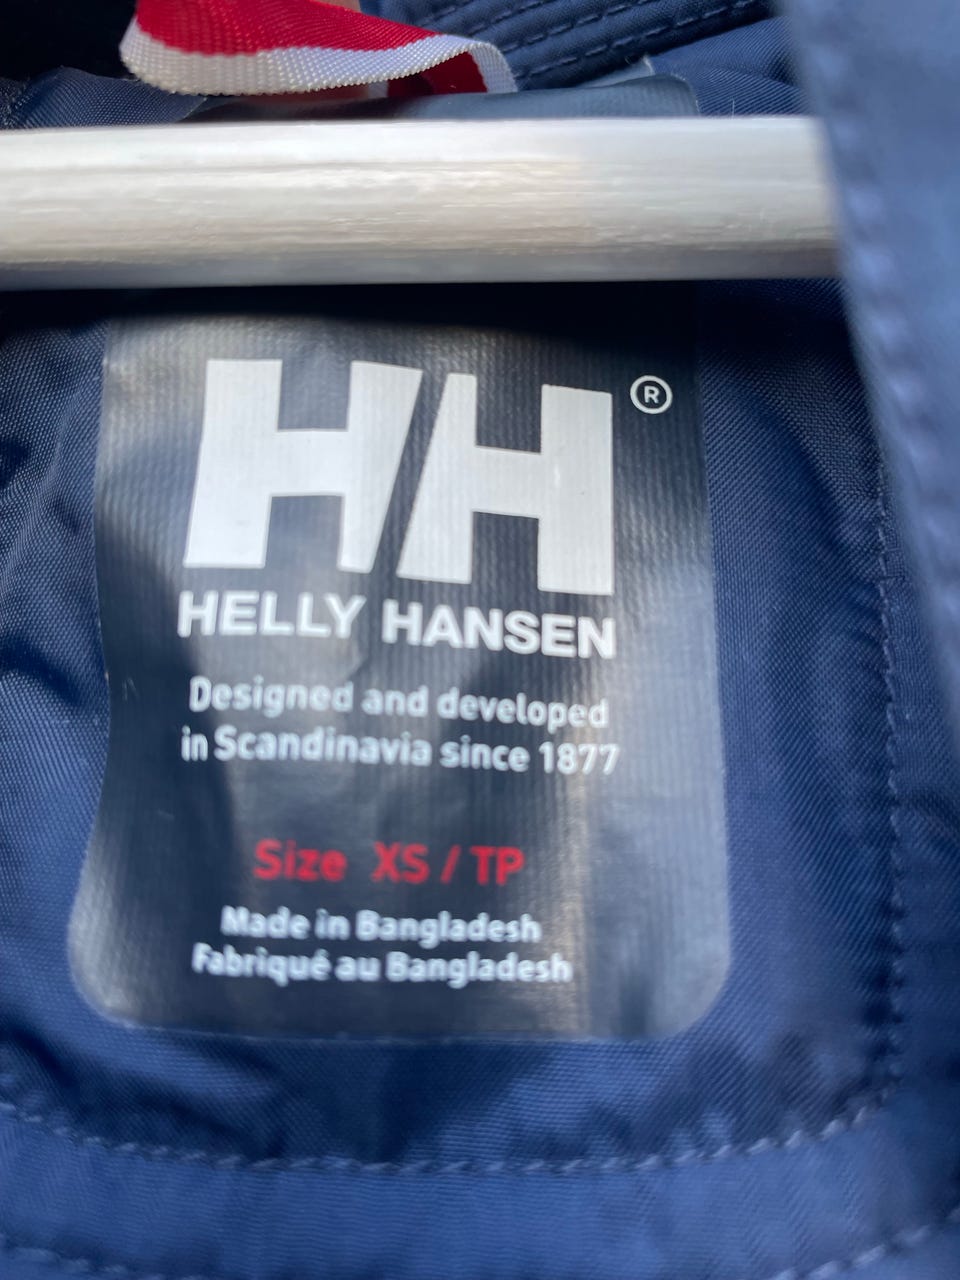 HH ®
HELLY HANSEN
Designed and developed
in Scandinavia since 1877
Size XS / TP
Made in Bangladesh
Fabriqué au Bangladesh